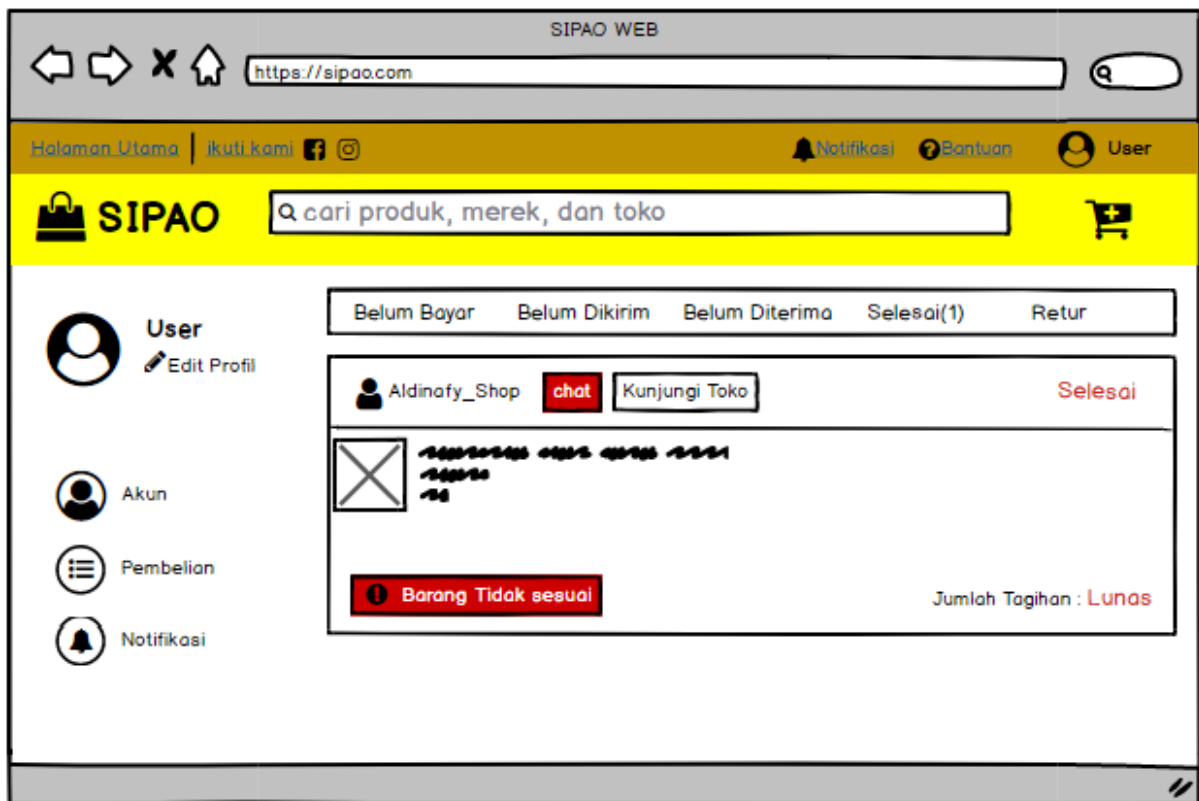 SIPAO WEB
https://sipao.com
Halaman Utama ikuti kami Notifikasi Bantuan User
SIPAO cari produk, merek, dan toko
Belum Bayar Belum Dikirim Belum Diterima Selesai(1) Retur
User
Edit Profil
Aldinafy_Shop chat Kunjungi Toko Selesai
Akun
Pembelian
Barang Tidak sesuai Jumlah Tagihan : Lunas
Notifikasi